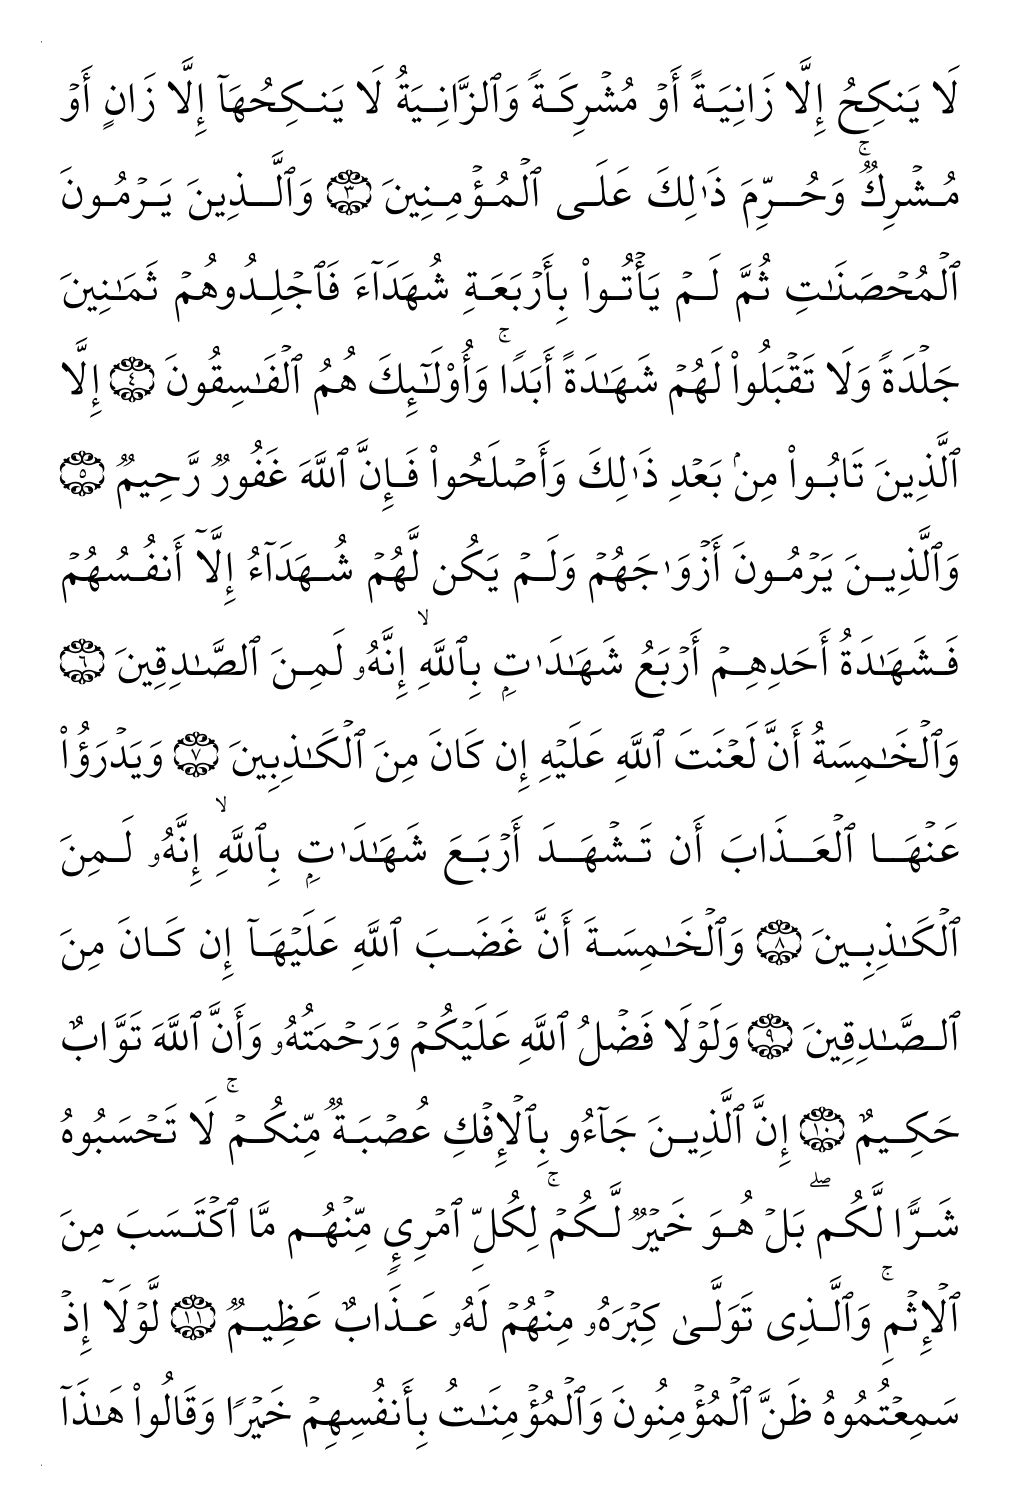 لَا يَنكِحُ إِلَّا زَانِيَةً أَوۡ مُشۡرِكَةً وَٱلزَّانِيَةُ لَا يَنكِحُهَآ إِلَّا زَانٍ أَوۡ
مُشۡرِكٌۚ وَحُرِّمَ ذَٰلِكَ عَلَى ٱلۡمُؤۡمِنِينَ ٣ وَٱلَّذِينَ يَرۡمُونَ
ٱلۡمُحۡصَنَٰتِ ثُمَّ لَمۡ يَأۡتُواْ بِأَرۡبَعَةِ شُهَدَآءَ فَٱجۡلِدُوهُمۡ ثَمَٰنِينَ
جَلۡدَةً وَلَا تَقۡبَلُواْ لَهُمۡ شَهَٰدَةً أَبَدًاۚ وَأُوْلَٰٓئِكَ هُمُ ٱلۡفَٰسِقُونَ ٤ إِلَّا
ٱلَّذِينَ تَابُواْ مِنۢ بَعۡدِ ذَٰلِكَ وَأَصۡلَحُواْ فَإِنَّ ٱللَّهَ غَفُورٞ رَّحِيمٞ ٥
وَٱلَّذِينَ يَرۡمُونَ أَزۡوَٰجَهُمۡ وَلَمۡ يَكُن لَّهُمۡ شُهَدَآءُ إِلَّآ أَنفُسُهُمۡ
فَشَهَٰدَةُ أَحَدِهِمۡ أَرۡبَعُ شَهَٰدَٰتِۭ بِٱللَّهِۙ إِنَّهُۥ لَمِنَ ٱلصَّٰدِقِينَ ٦
وَٱلۡخَٰمِسَةُ أَنَّ لَعۡنَتَ ٱللَّهِ عَلَيۡهِ إِن كَانَ مِنَ ٱلۡكَٰذِبِينَ ٧ وَيَدۡرَؤُاْ
عَنۡهَا ٱلۡعَذَابَ أَن تَشۡهَدَ أَرۡبَعَ شَهَٰدَٰتِۭ بِٱللَّهِۙ إِنَّهُۥ لَمِنَ
ٱلۡكَٰذِبِينَ ٨ وَٱلۡخَٰمِسَةَ أَنَّ غَضَبَ ٱللَّهِ عَلَيۡهَآ إِن كَانَ مِنَ
ٱلصَّٰدِقِينَ ٩ وَلَوۡلَا فَضۡلُ ٱللَّهِ عَلَيۡكُمۡ وَرَحۡمَتُهُۥ وَأَنَّ ٱللَّهَ تَوَّابٌ
حَكِيمٌ ١٠ إِنَّ ٱلَّذِينَ جَآءُو بِٱلۡإِفۡكِ عُصۡبَةٞ مِّنكُمۡۚ لَا تَحۡسَبُوهُ
شَرّٗا لَّكُمۖ بَلۡ هُوَ خَيۡرٞ لَّكُمۡۚ لِكُلِّ ٱمۡرِيٕٖ مِّنۡهُم مَّا ٱكۡتَسَبَ مِنَ
ٱلۡإِثۡمِۚ وَٱلَّذِي تَوَلَّىٰ كِبۡرَهُۥ مِنۡهُمۡ لَهُۥ عَذَابٌ عَظِيمٞ ١١ لَّوۡلَآ إِذۡ
سَمِعۡتُمُوهُ ظَنَّ ٱلۡمُؤۡمِنُونَ وَٱلۡمُؤۡمِنَٰتُ بِأَنفُسِهِمۡ خَيۡرٗا وَقَالُواْ هَٰذَآ